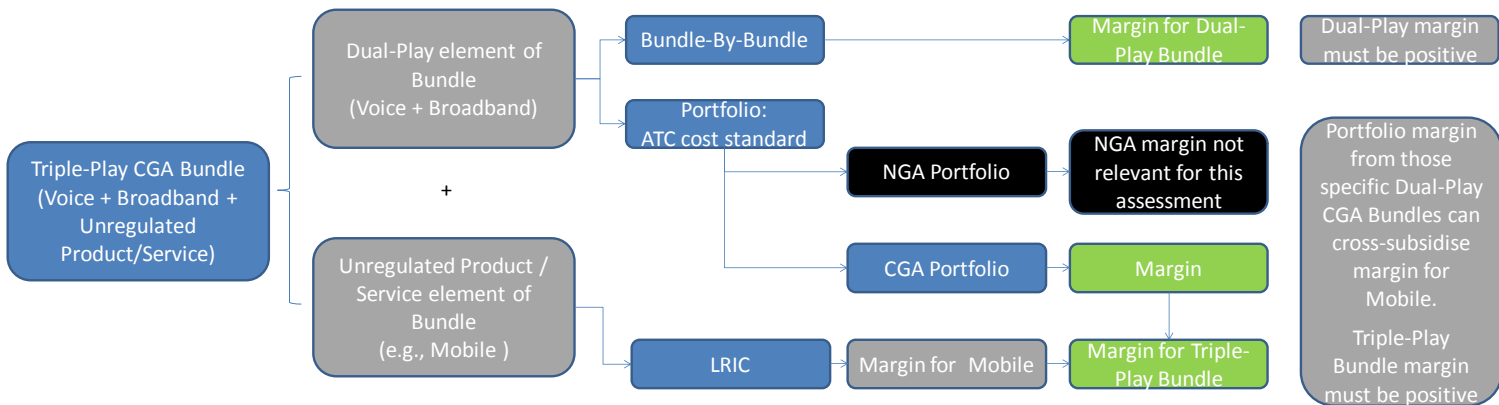 Triple-Play CGA Bundle
(Voice + Broadband +
Unregulated
Product/Service)
Dual-Play element of
Bundle
(Voice + Broadband)
+
Unregulated Product /
Service element of
Bundle
(e.g., Mobile )
Bundle-By-Bundle
Portfolio:
ATC cost standard
NGA Portfolio
CGA Portfolio
LRIC
Margin for Mobile
Margin for Dual-
Play Bundle
NGA margin not
relevant for this
assessment
Margin
Margin for Triple-
Play Bundle
Dual-Play margin
must be positive
Portfolio margin
from those
specific Dual-Play
CGA Bundles can
cross-subsidise
margin for
Mobile.
Triple-Play
Bundle margin
must be positive